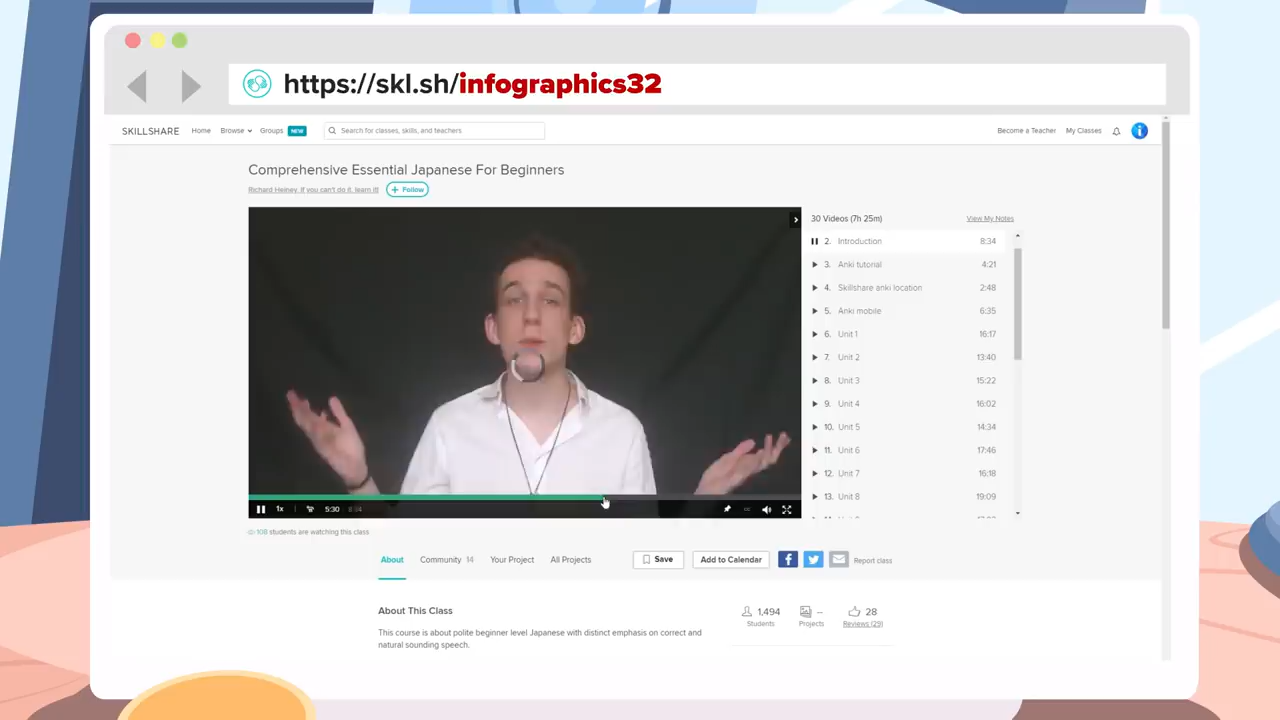 https://skl.sh/infographics32
SKILLSHARE Home Browse Groups NEW Search for classes, skills, and teachers Become a Teacher My Classes
Comprehensive Essential Japanese For Beginners
Richard Heiney, if you can't do it, learn it! + Follow
30 Videos (7h 25m) View My Notes
2. Introduction 8:34
3. Anki tutorial 4:21
4. Skillshare anki location 2:48
5. Anki mobile 6:35
6. Unit 1 16:17
7. Unit 2 13:40
8. Unit 3 15:22
9. Unit 4 16:02
10. Unit 5 14:34
11. Unit 6 17:46
12. Unit 7 16:18
13. Unit 8 19:09
1x 5:30
108 students are watching this class
About Community 14 Your Project All Projects Save Add to Calendar Report class
About This Class
This course is about polite beginner level Japanese with distinct emphasis on correct and
natural sounding speech.
1,494 -- 28
Students Projects Reviews (29)